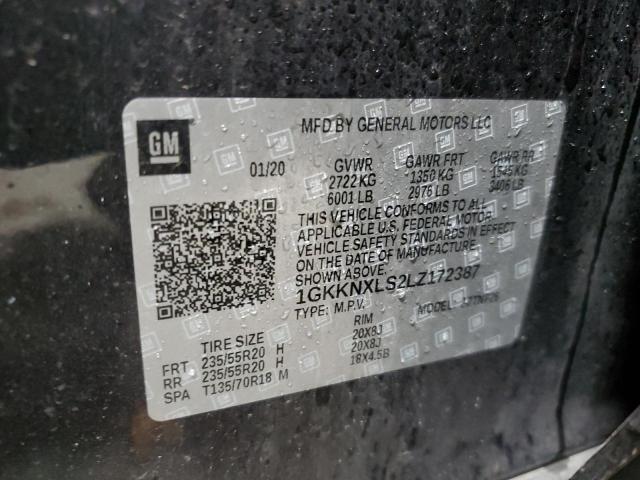 GM
MFD BY GENERAL MOTORS LLC
01/20 GVWR GAWR FRT GAWR RR
2722 KG 1350 KG 1545 KG
6001 LB 2976 LB 3406 LB
THIS VEHICLE CONFORMS TO ALL
APPLICABLE U.S. FEDERAL MOTOR
VEHICLE SAFETY STANDARDS IN EFFECT
ON THE DATE OF MANUFACTURE
SHOWN ABOVE.
1GKKNXLS2LZ172387
TYPE: M.P.V. MODEL:
TIRE SIZE RIM
FRT 235/55R20 H 20X8J
RR 235/55R20 H 20X8J
SPA T135/70R18 M 18X4.5B